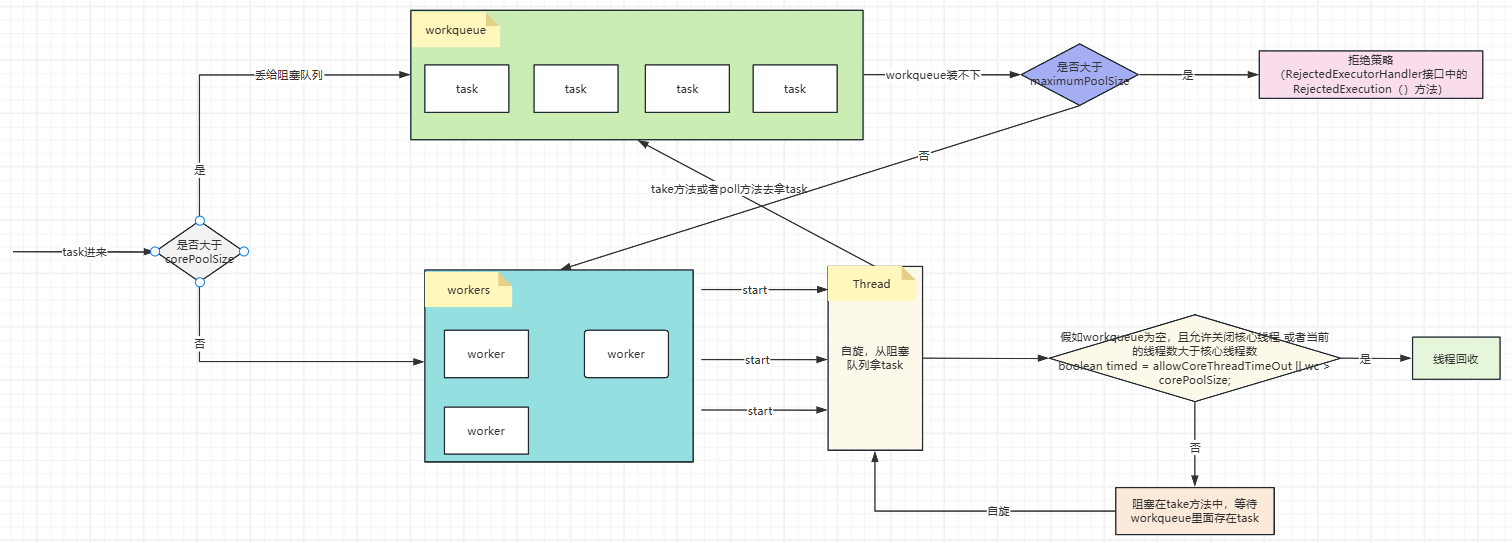 workqueue
task
task
task
task
丢给阻塞队列
workqueue装不下
是否大于
maximumPoolSize
是
拒绝策略
（RejectedExecutorHandler接口中的
RejectedExecution（）方法）
否
是
take方法或者poll方法去拿task
task进来
是否大于
corePoolSize
否
workers
worker
worker
worker
start
start
start
Thread
自旋，从阻塞
队列拿task
假如workqueue为空，且允许关闭核心线程 或者当前
的线程数大于核心线程数
boolean timed = allowCoreThreadTimeOut || wc >
corePoolSize;
是
线程回收
否
阻塞在take方法中，等待
workqueue里面存在task
自旋